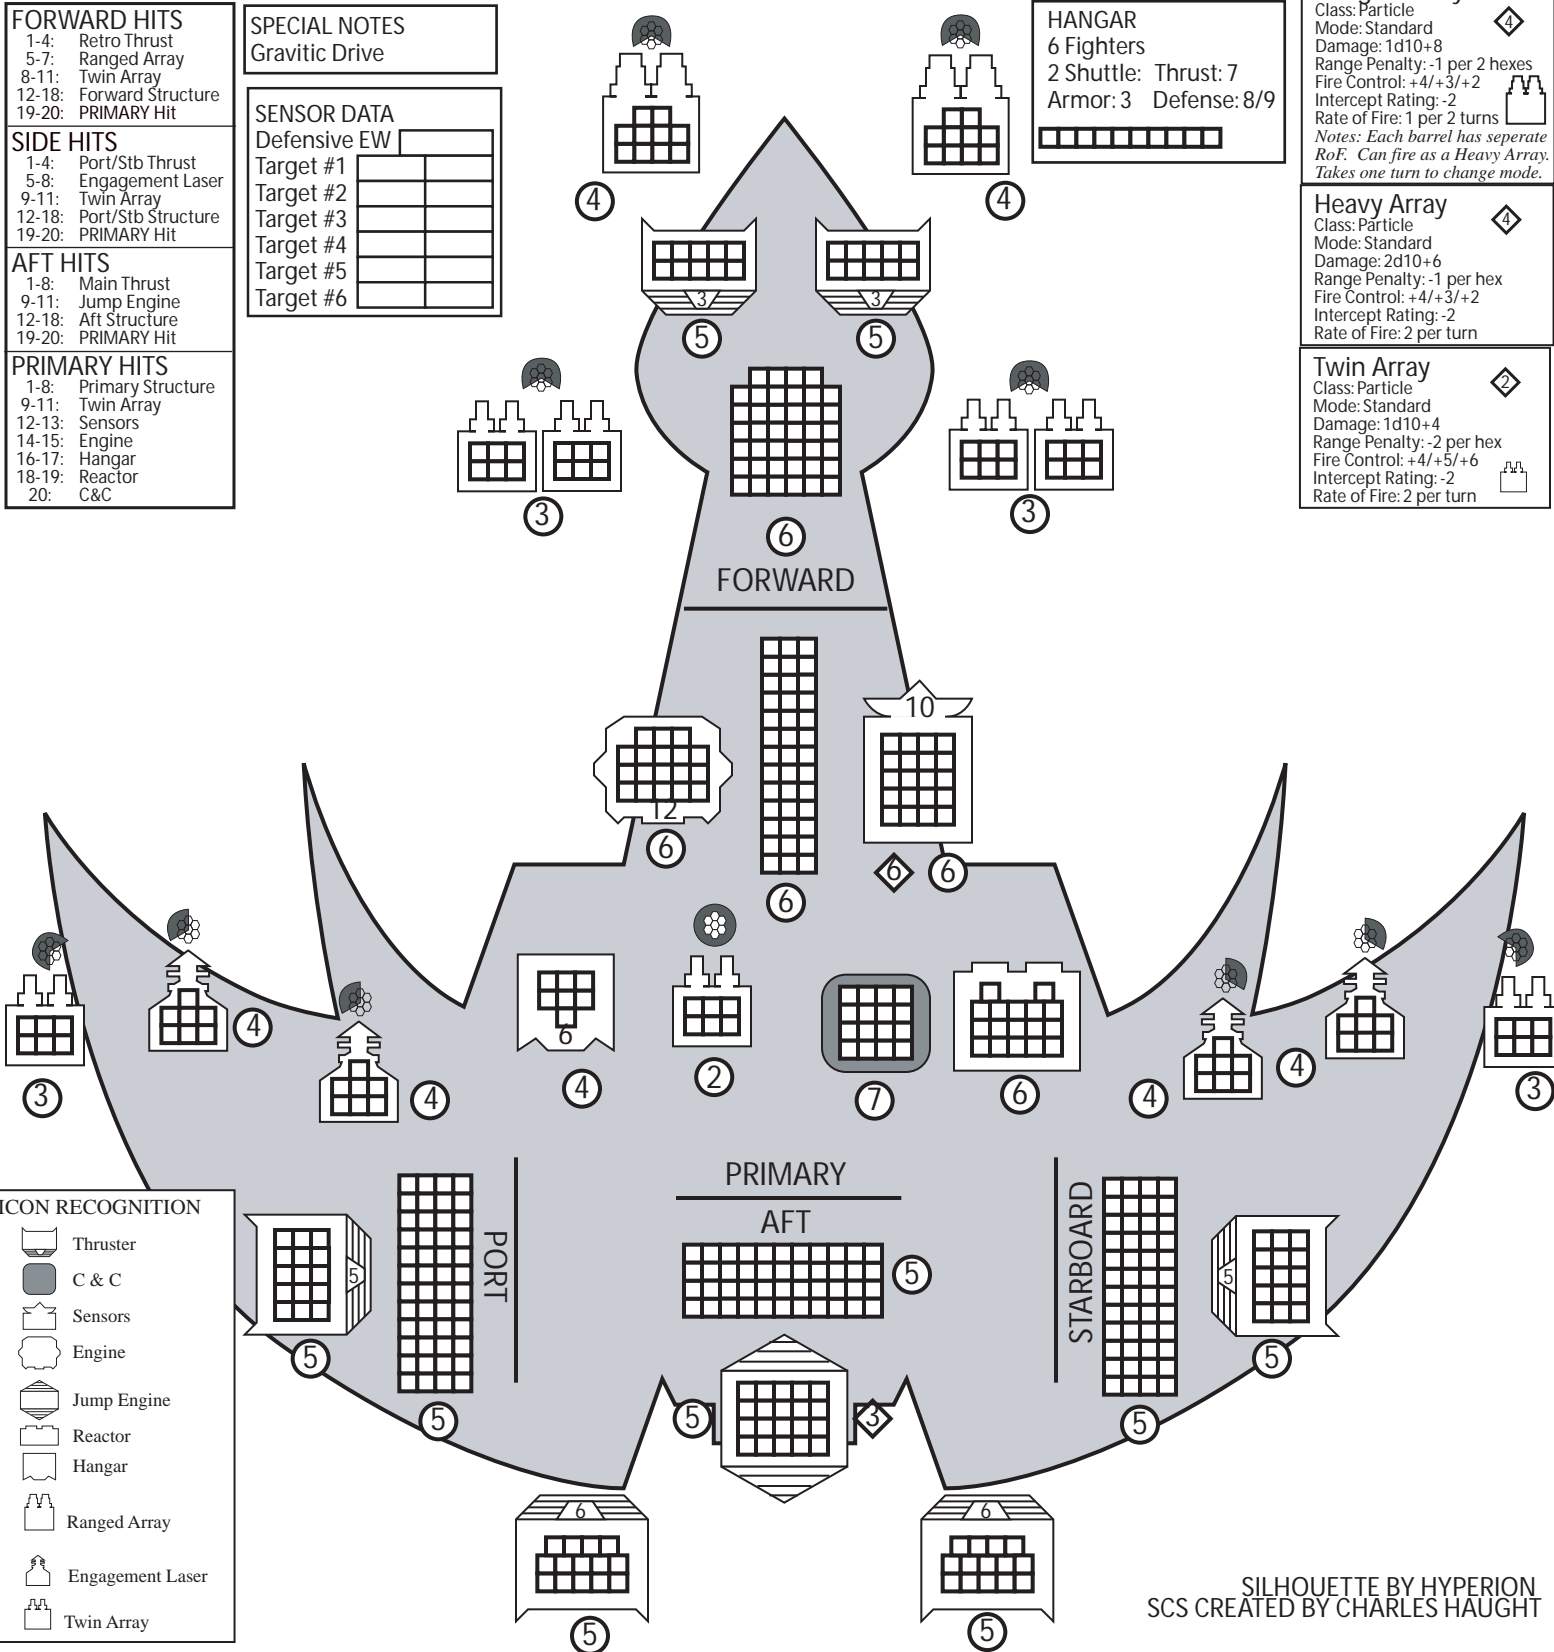 FORWARD HITS
1-4: Retro Thrust
5-7: Ranged Array
8-11: Twin Array
12-18: Forward Structure
19-20: PRIMARY Hit
SIDE HITS
1-4: Port/Stb Thrust
5-8: Engagement Laser
9-11: Twin Array
12-18: Port/Stb Structure
19-20: PRIMARY Hit
AFT HITS
1-8: Main Thrust
9-11: Jump Engine
12-18: Aft Structure
19-20: PRIMARY Hit
PRIMARY HITS
1-8: Primary Structure
9-11: Twin Array
12-13: Sensors
14-15: Engine
16-17: Hangar
18-19: Reactor
20: C&C
SPECIAL NOTES
Gravitic Drive
SENSOR DATA
Defensive EW
Target #1
Target #2
Target #3
Target #4
Target #5
Target #6
HANGAR
6 Fighters
2 Shuttle: Thrust: 7
Armor: 3 Defense: 8/9
Class: Particle
Mode: Standard
Damage: 1d10+8
Range Penalty: -1 per 2 hexes
Fire Control: +4/+3/+2
Intercept Rating: -2
Rate of Fire: 1 per 2 turns
Notes: Each barrel has seperate
RoF. Can fire as a Heavy Array.
Takes one turn to change mode.
4
Heavy Array
Class: Particle
Mode: Standard
Damage: 2d10+6
Range Penalty: -1 per hex
Fire Control: +4/+3/+2
Intercept Rating: -2
Rate of Fire: 2 per turn
4
Twin Array
Class: Particle
Mode: Standard
Damage: 1d10+4
Range Penalty: -2 per hex
Fire Control: +4/+5/+6
Intercept Rating: -2
Rate of Fire: 2 per turn
2
4
4
3
3
5
5
3
3
6
FORWARD
12
6
10
6
6
6
3
4
4
6
4
2
7
6
4
4
3
PRIMARY
AFT
5
PORT
STARBOARD
5
5
5
5
5
5
5
3
6
6
5
5
ICON RECOGNITION
Thruster
C & C
Sensors
Engine
Jump Engine
Reactor
Hangar
Ranged Array
Engagement Laser
Twin Array
SILHOUETTE BY HYPERION
SCS CREATED BY CHARLES HAUGHT